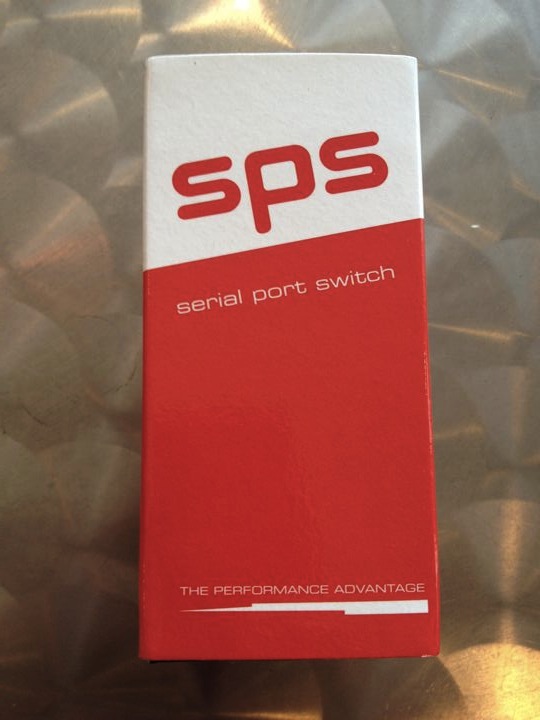 sps
serial port switch
THE PERFORMANCE ADVANTAGE